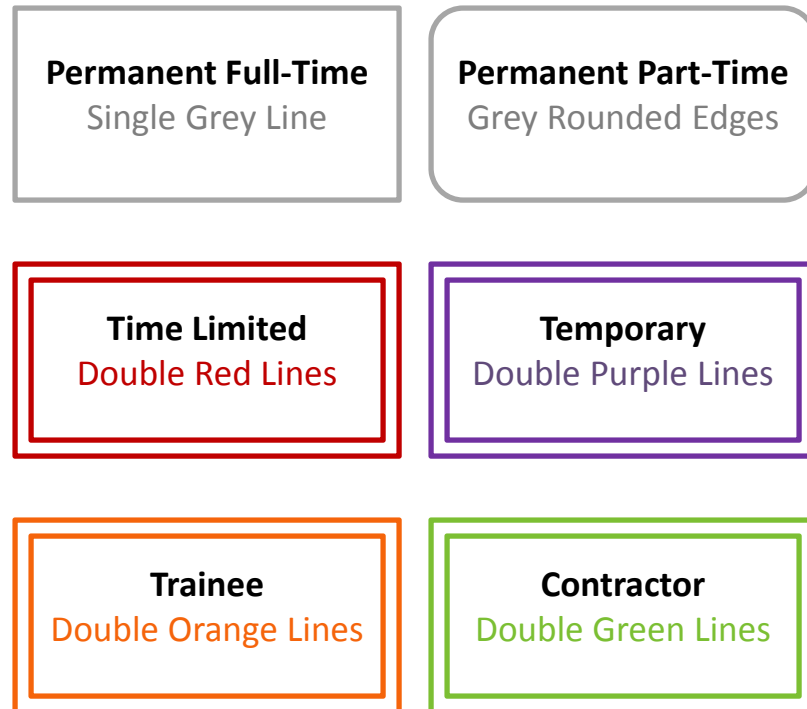 Permanent Full-Time
Single Grey Line
Permanent Part-Time
Grey Rounded Edges
Time Limited
Double Red Lines
Temporary
Double Purple Lines
Trainee
Double Orange Lines
Contractor
Double Green Lines